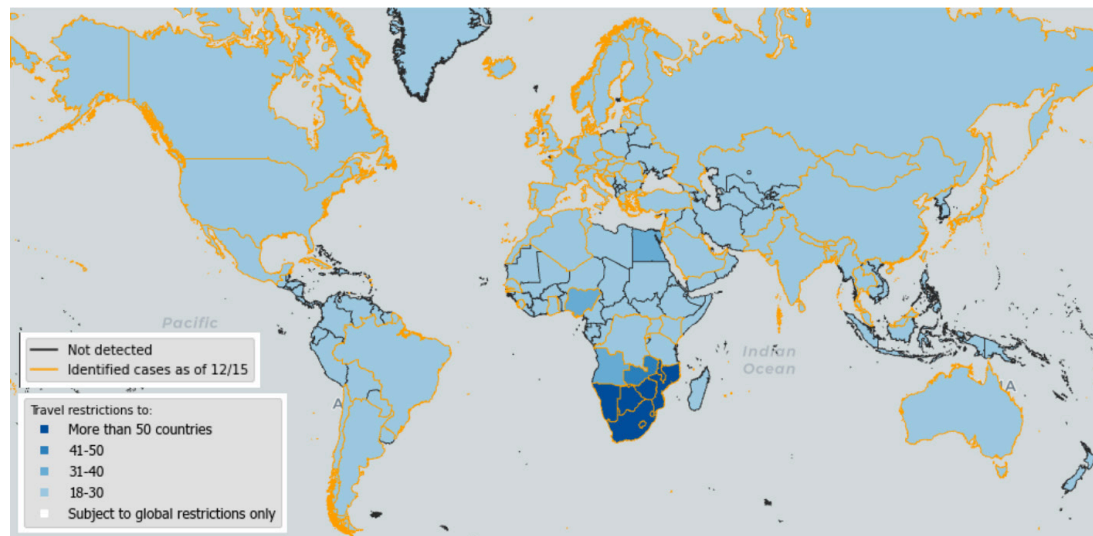 Pacific
Indian
Ocean
Not detected
Identified cases as of 12/15
A
A
Travel restrictions to:
More than 50 countries
41-50
31-40
18-30
Subject to global restrictions only